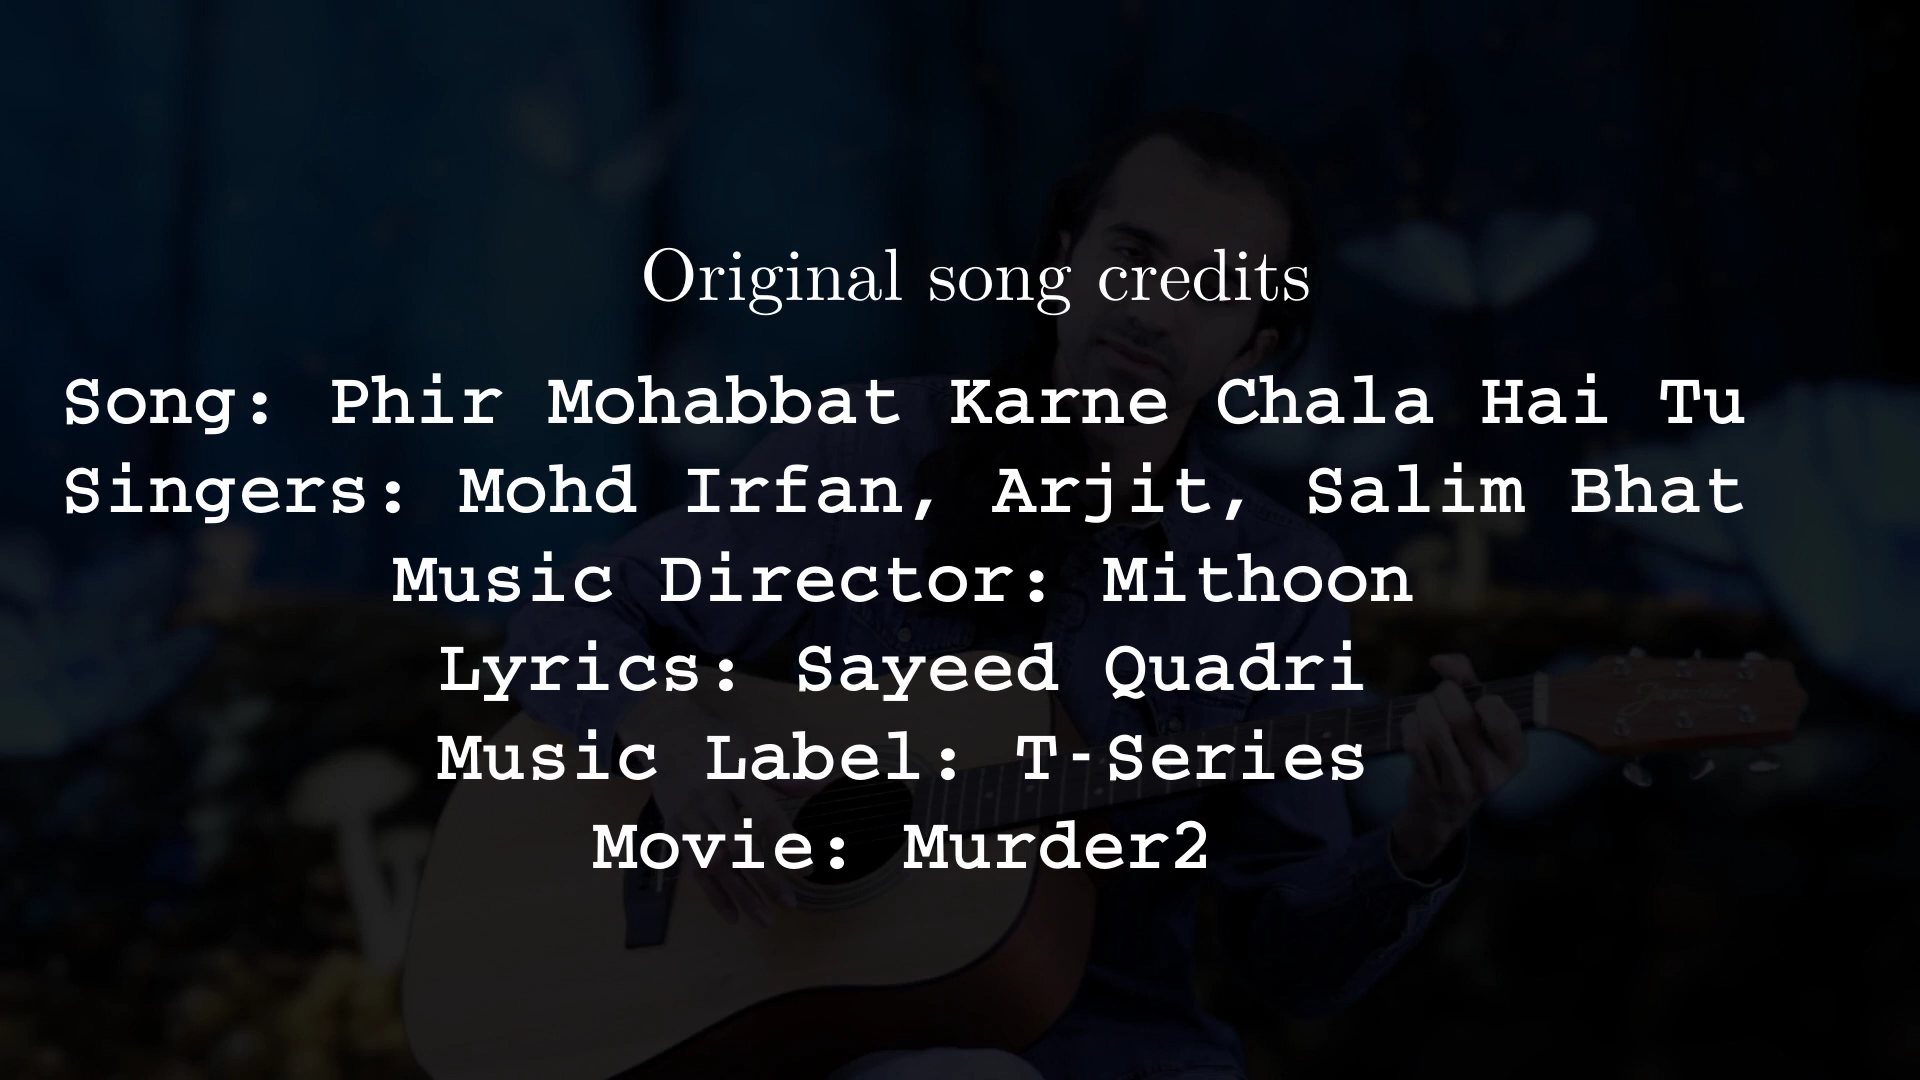 Original song credits
Song: Phir Mohabbat Karne Chala Hai Tu
Singers: Mohd Irfan, Arjit, Salim Bhat
Music Director: Mithoon
Lyrics: Sayeed Quadri
Music Label: T-Series
Movie: Murder2